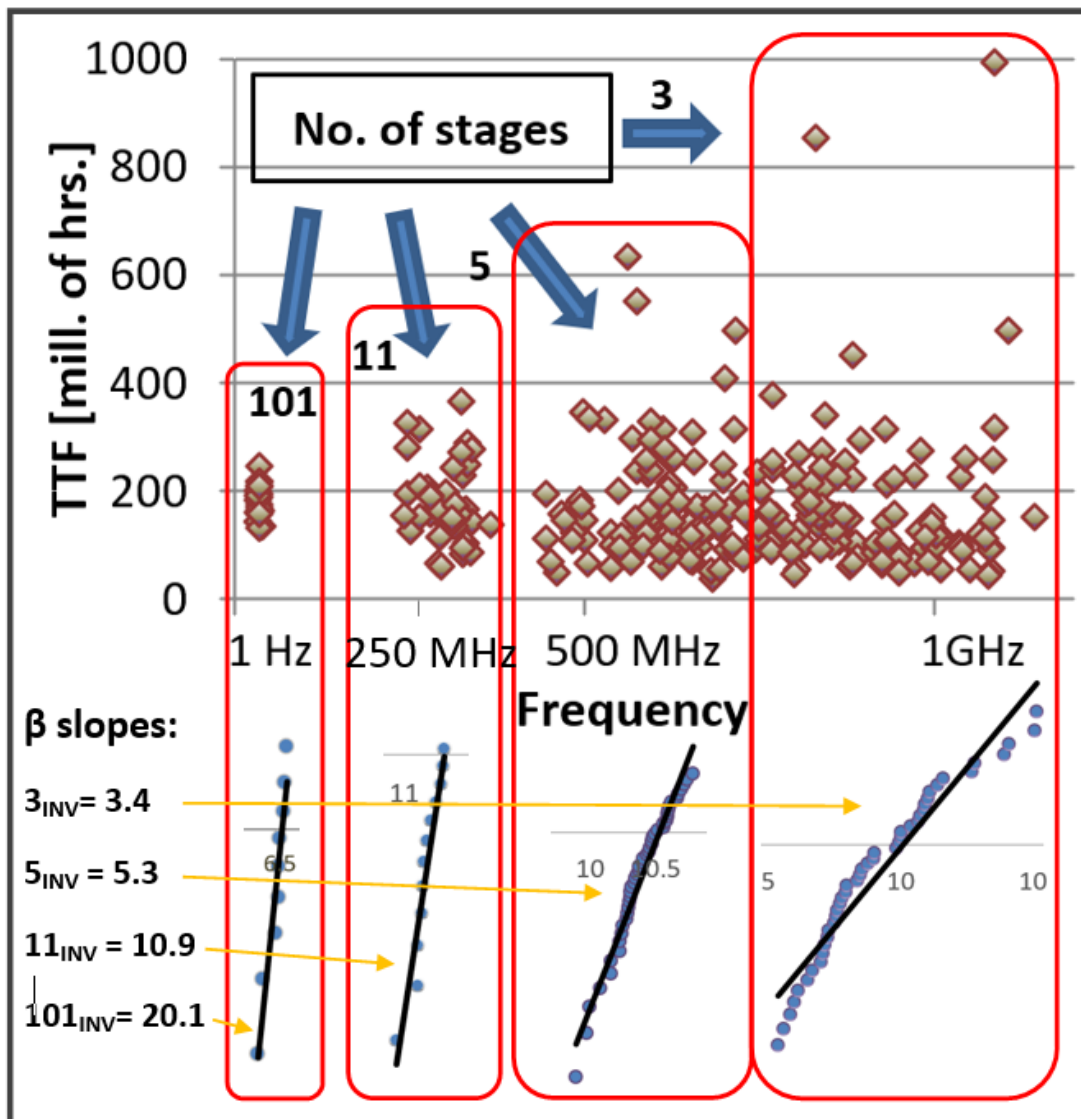 1000
800
600
400
200
0
TTF [mill. of hrs.]
No. of stages
3
5
11
101
1 Hz
250 MHz
500 MHz
1GHz
Frequency
β slopes:
3INV= 3.4
5INV = 5.3
11INV = 10.9
101INV= 20.1
6.5
11
10
10.5
5
10
10